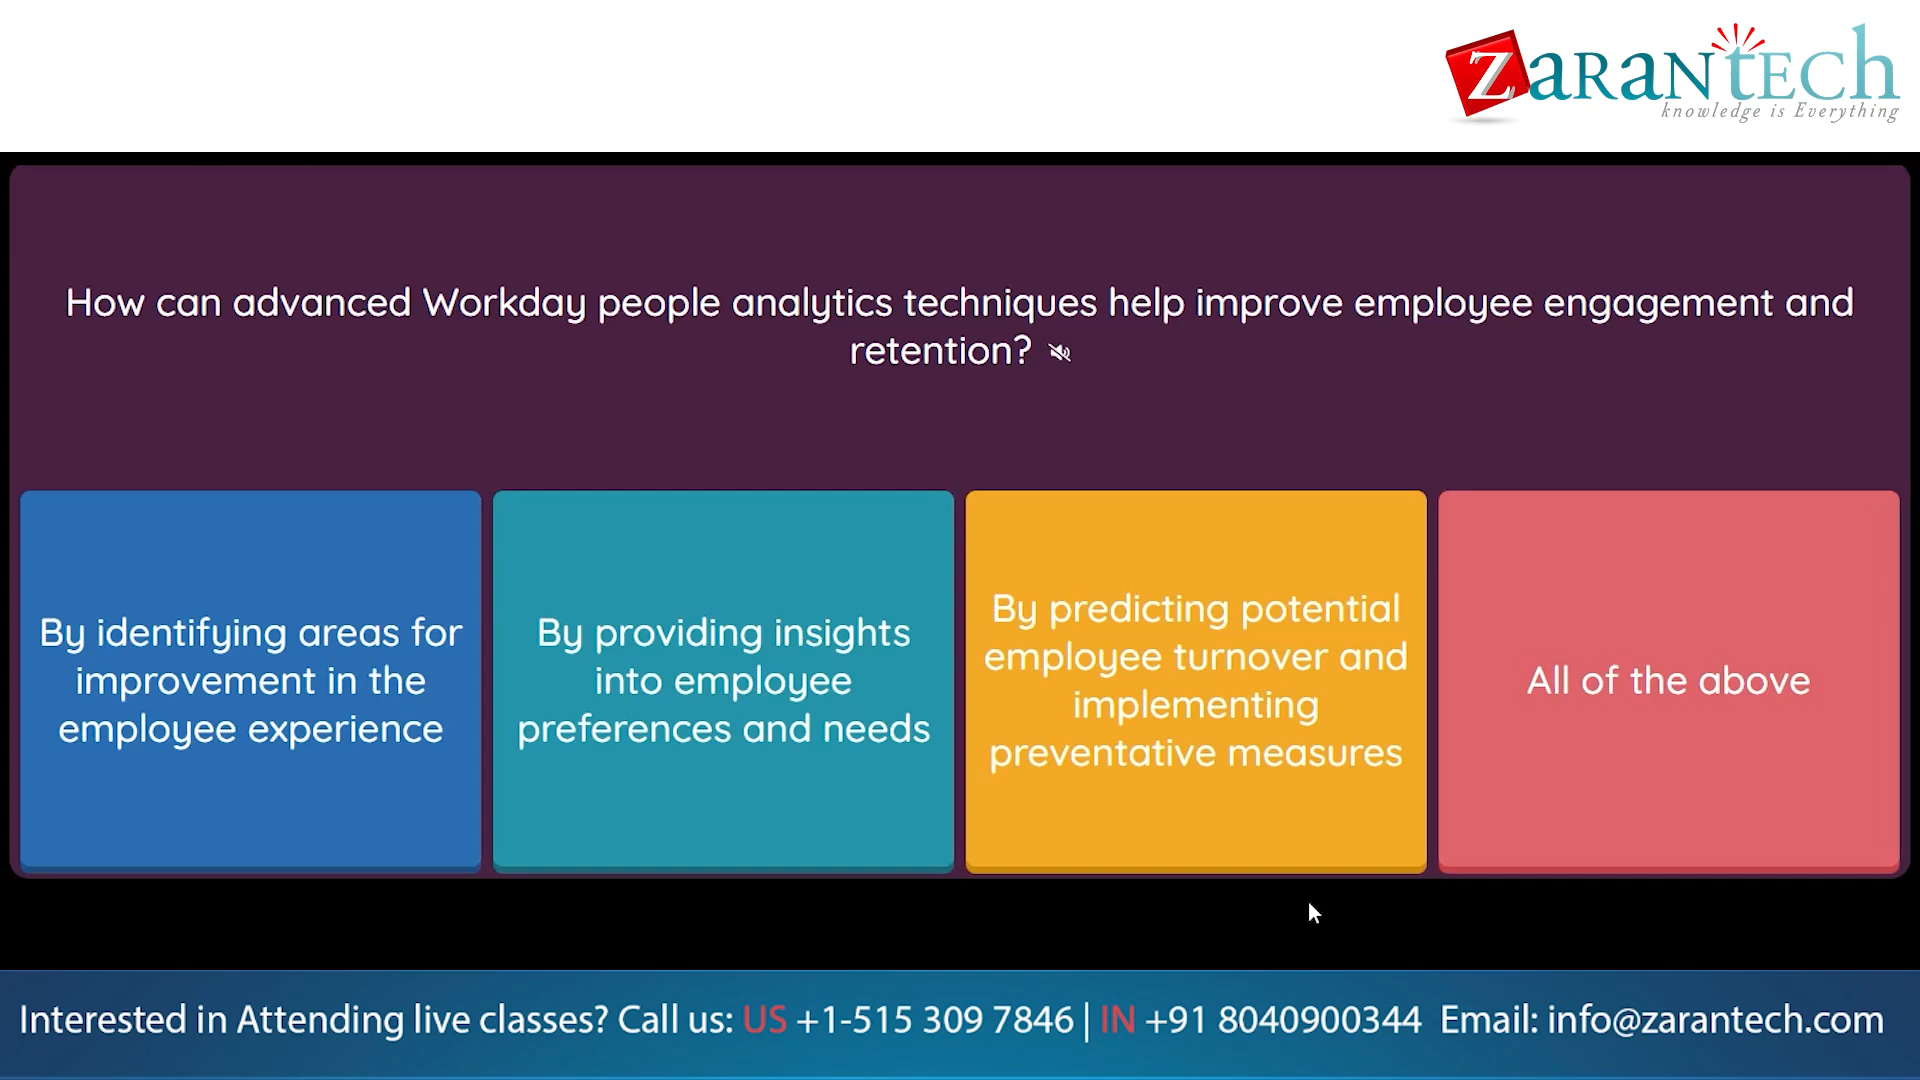 ZARANTECH
knowledge is Everything
How can advanced Workday people analytics techniques help improve employee engagement and
retention?
By identifying areas for
improvement in the
employee experience
By providing insights
into employee
preferences and needs
By predicting potential
employee turnover and
implementing
preventative measures
All of the above
Interested in Attending live classes? Call us: US +1-515 309 7846 | IN +91 8040900344 Email: info@zarantech.com